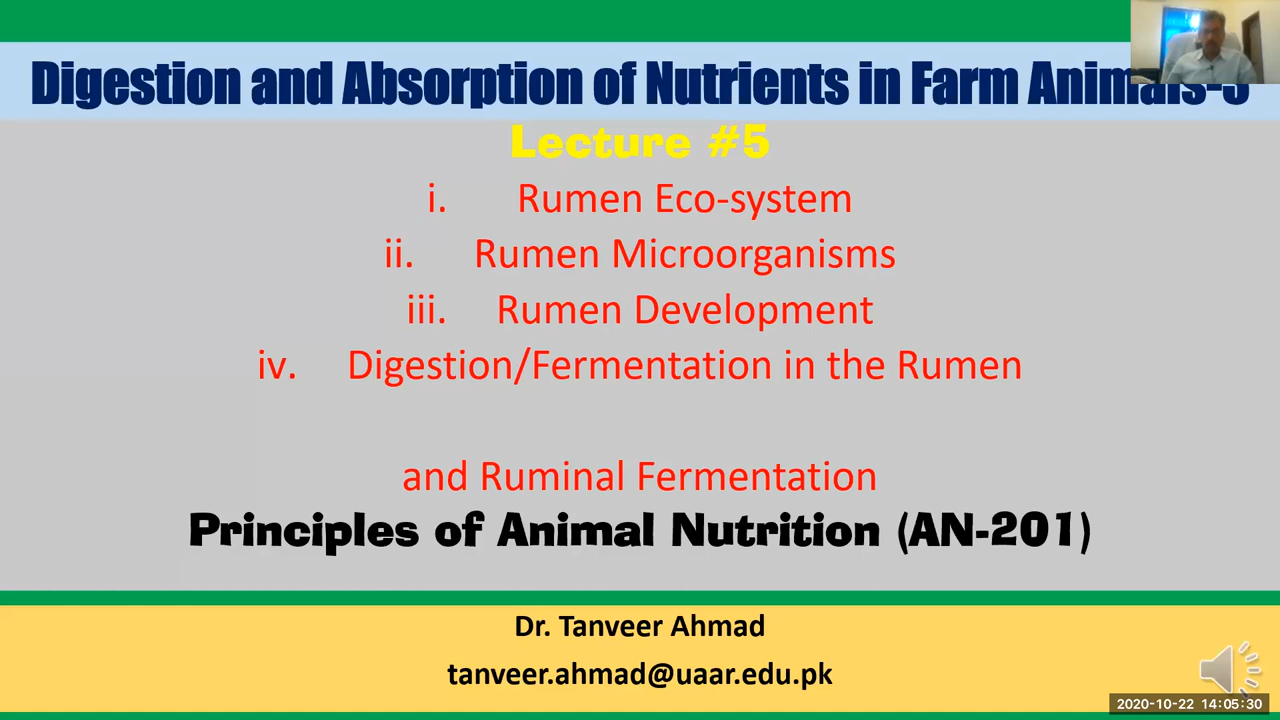 Digestion and Absorption of Nutrients in Farm Animals-3
Lecture #5
i. Rumen Eco-system
ii. Rumen Microorganisms
iii. Rumen Development
iv. Digestion/Fermentation in the Rumen
and Ruminal Fermentation
Principles of Animal Nutrition (AN-201)
Dr. Tanveer Ahmad
tanveer.ahmad@uaar.edu.pk
2020-10-22 14:05:30